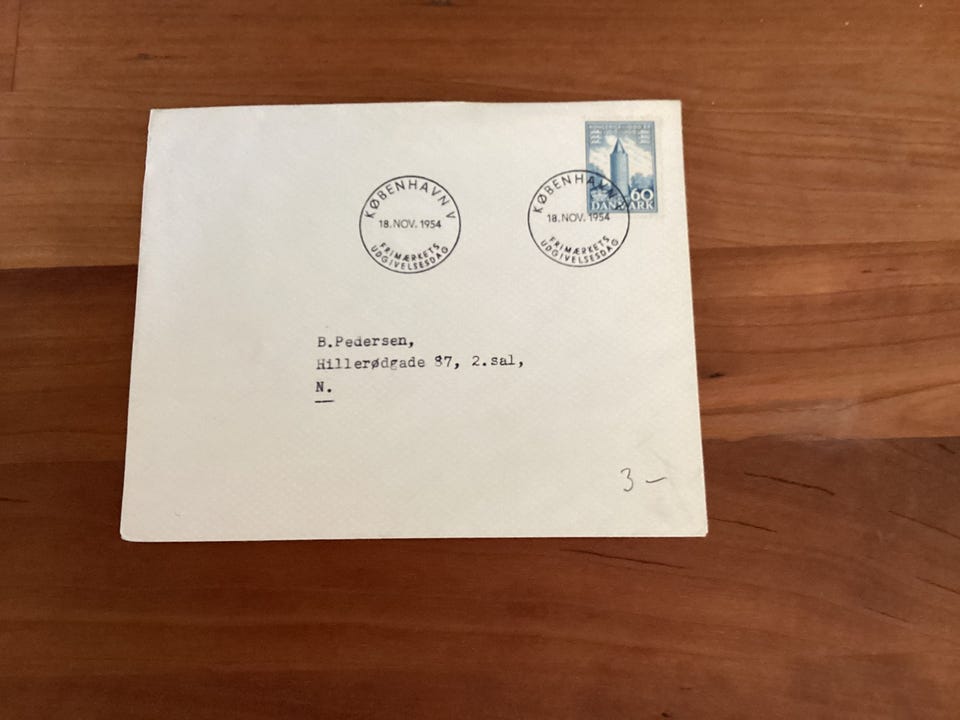 KØBENHAVN V
18. NOV. 1954
FRIMÆRKETS
UDGIVELSESDAG
KØBENHAVN V
18. NOV. 1954
FRIMÆRKETS
UDGIVELSESDAG
60
DANMARK
B.Pedersen,
Hillerødgade 87, 2.sal,
N.
3 –